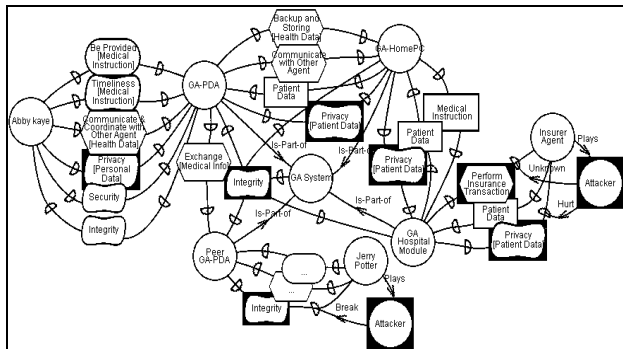 Be Provided
[Medical
Instruction]
Timeliness
[Medical
Instruction]
Abby kaye
Communicate &
Coordinate with
Other Agent
[Health Data]
Privacy
[Personal
Data]
Security
Integrity
GA-PDA
Backup and
Storing
[Health Data]
Communicate
with Other
Agent
Patient
Data
Privacy
[Patient Data]
GA-HomePC
Medical
Instruction
Patient
Data
Privacy
[Patient Data]
Exchange
[Medical Info]
Integrity
Is-Part-of
Is-Part-of
GA System
Is-Part-of
Is-Part-of
Insurer
Agent
Plays
Unknown
Attacker
Hurt
Perform
Insurance
Transaction
Patient
Data
Privacy
[Patient Data]
GA
Hospital
Module
Peer
GA-PDA
...
...
Integrity
Jerry
Potter
Plays
Break
Attacker